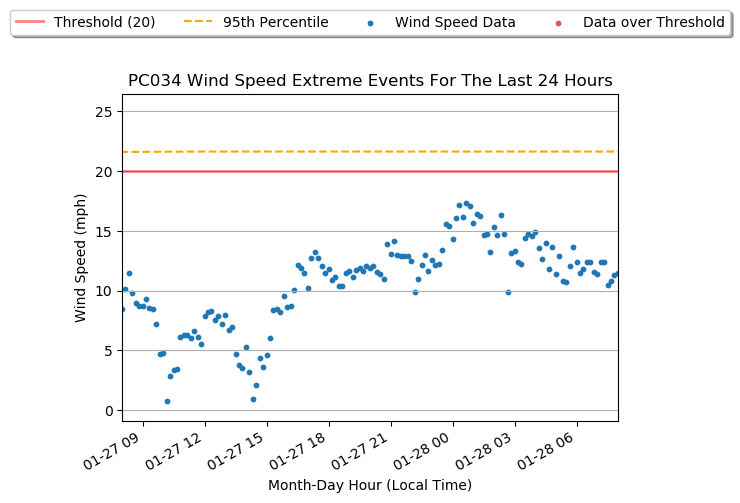 Threshold (20) 95th Percentile Wind Speed Data Data over Threshold
PC034 Wind Speed Extreme Events For The Last 24 Hours
25
20
15
10
5
0
Wind Speed (mph)
01-27 09 01-27 12 01-27 15 01-27 18 01-27 21 01-28 00 01-28 03 01-28 06
Month-Day Hour (Local Time)